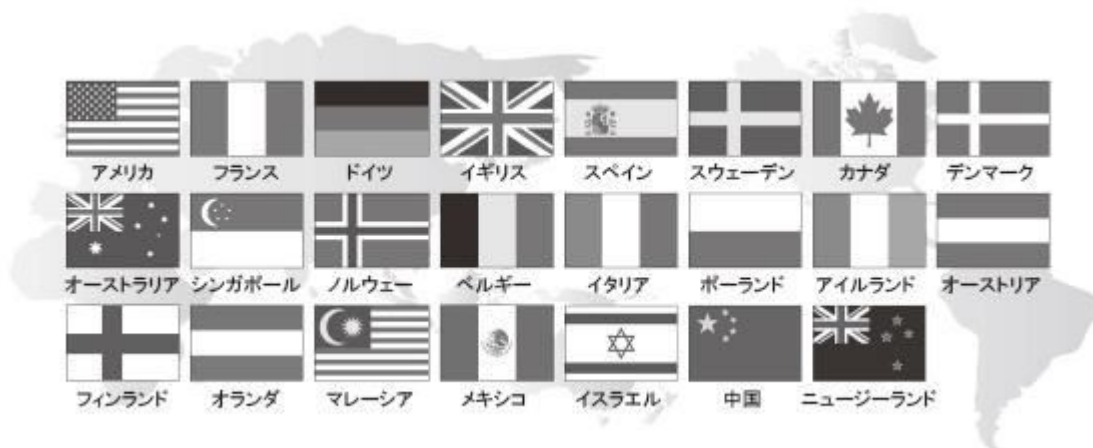 アメリカ フランス ドイツ イギリス スペイン スウェーデン カナダ デンマーク
オーストラリア シンガポール ノルウェー ベルギー イタリア ポーランド アイルランド オーストリア
フィンランド オランダ マレーシア メキシコ イスラエル 中国 ニュージーランド